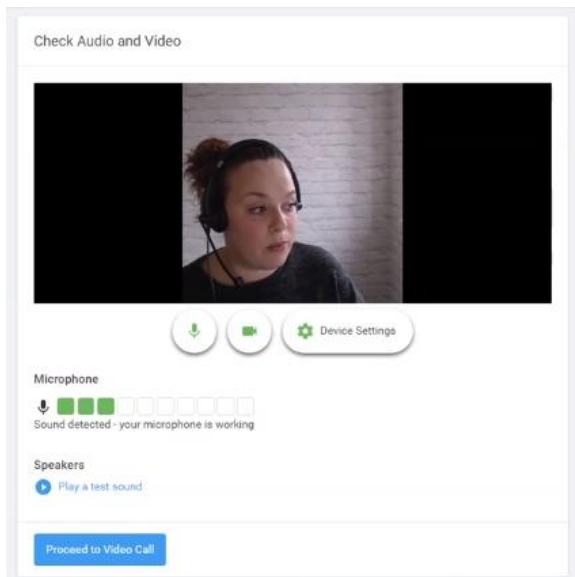 Check Audio and Video
Device Settings
Microphone
Sound detected - your microphone is working
Speakers
Play a test sound
Proceed to Video Call